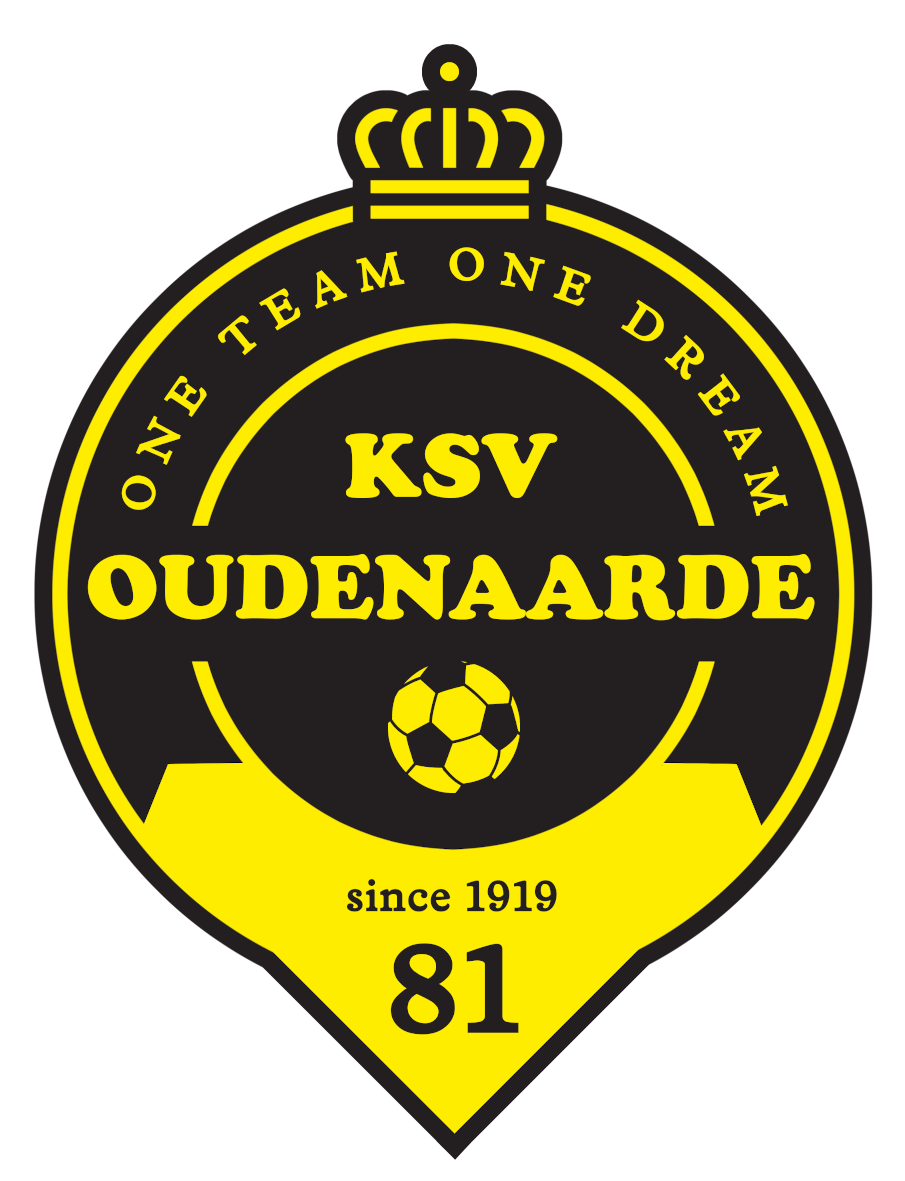 ONE TEAM ONE DREAM
KSV
OUDENAARDE
since 1919
81